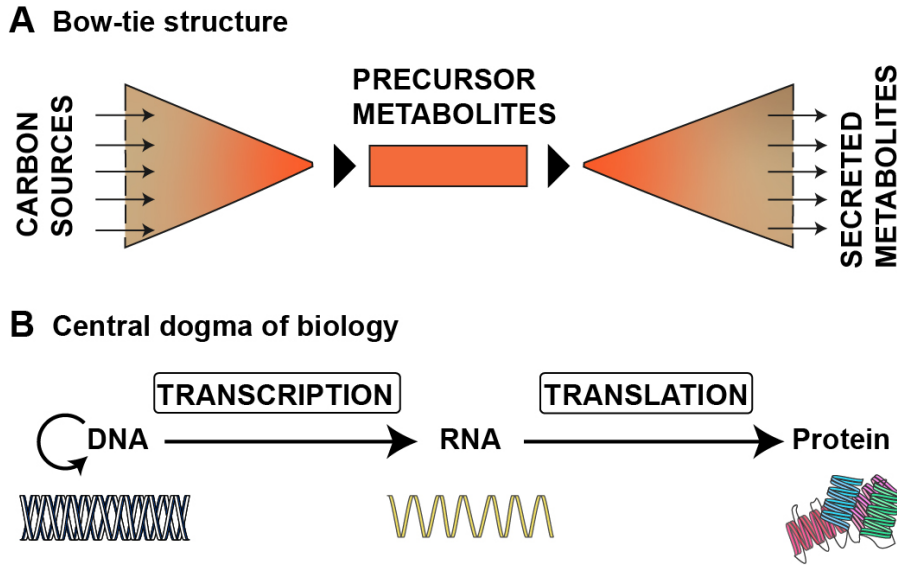 A Bow-tie structure
CARBON
SOURCES
PRECURSOR
METABOLITES
SECRETED
METABOLITES
B Central dogma of biology
TRANSCRIPTION
TRANSLATION
DNA
RNA
Protein